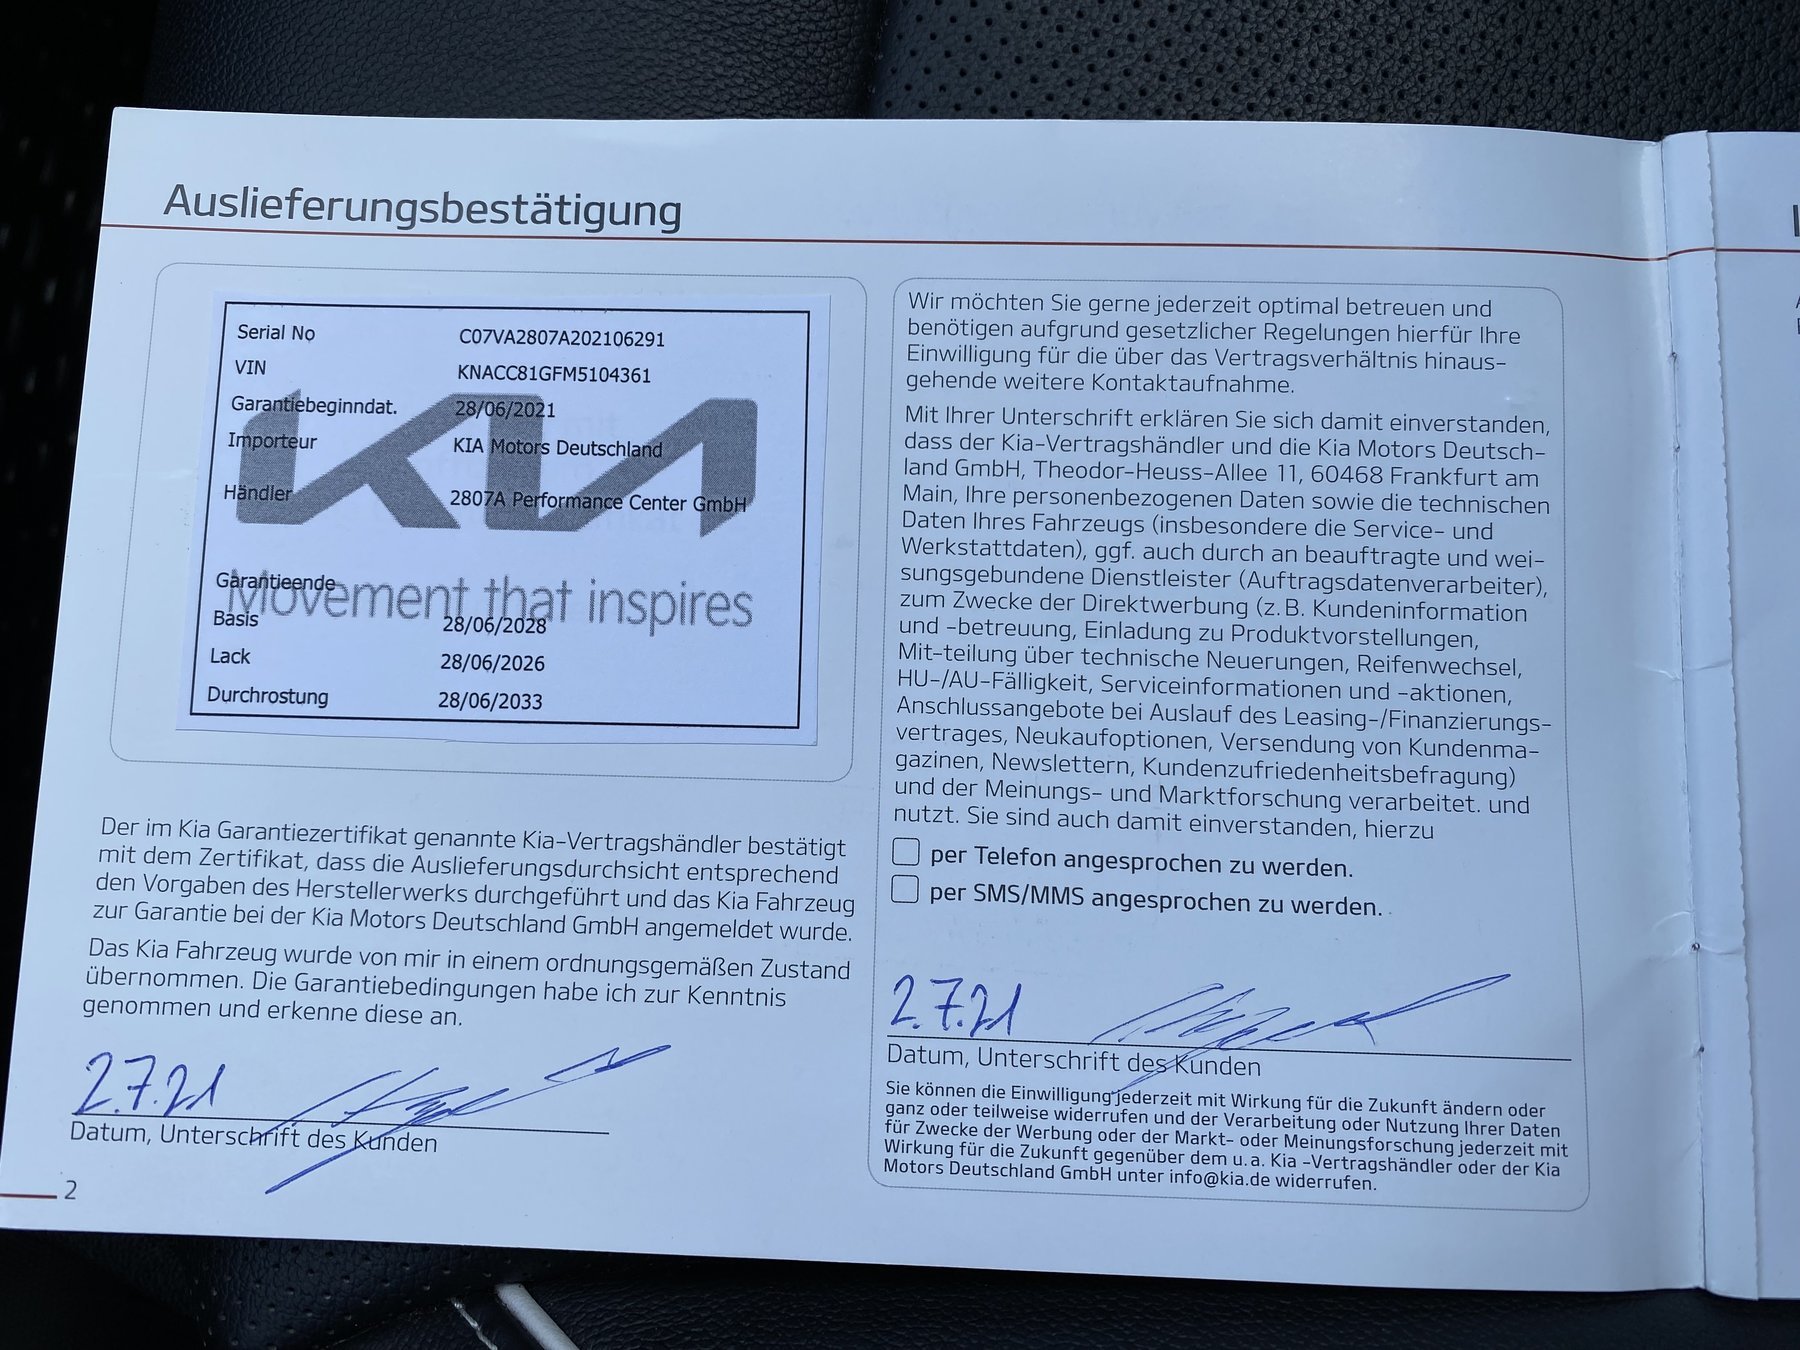 Auslieferungsbestätigung
Serial No C07VA2807A202106291
VIN KNACC81GFM5104361
Garantiebeginndat. 28/06/2021
Importeur KIA Motors Deutschland
Händler 2807A Performance Center GmbH
KIA
Movement that inspires
Garantieende
Basis 28/06/2028
Lack 28/06/2026
Durchrostung 28/06/2033
Der im Kia Garantiezertifikat genannte Kia-Vertragshändler bestätigt
mit dem Zertifikat, dass die Auslieferungsdurchsicht entsprechend
den Vorgaben des Herstellerwerks durchgeführt und das Kia Fahrzeug
zur Garantie bei der Kia Motors Deutschland GmbH angemeldet wurde.
Das Kia Fahrzeug wurde von mir in einem ordnungsgemäßen Zustand
übernommen. Die Garantiebedingungen habe ich zur Kenntnis
genommen und erkenne diese an.
2.7.21
Datum, Unterschrift des Kunden
2
Wir möchten Sie gerne jederzeit optimal betreuen und
benötigen aufgrund gesetzlicher Regelungen hierfür Ihre
Einwilligung für die über das Vertragsverhältnis hinaus-
gehende weitere Kontaktaufnahme.
Mit Ihrer Unterschrift erklären Sie sich damit einverstanden,
dass der Kia-Vertragshändler und die Kia Motors Deutsch-
land GmbH, Theodor-Heuss-Allee 11, 60468 Frankfurt am
Main, Ihre personenbezogenen Daten sowie die technischen
Daten Ihres Fahrzeugs (insbesondere die Service- und
Werkstattdaten), ggf. auch durch an beauftragte und wei-
sungsgebundene Dienstleister (Auftragsdatenverarbeiter),
zum Zwecke der Direktwerbung (z.B. Kundeninformation
und -betreuung, Einladung zu Produktvorstellungen,
Mit-teilung über technische Neuerungen, Reifenwechsel,
HU-/AU-Fälligkeit, Serviceinformationen und -aktionen,
Anschlussangebote bei Auslauf des Leasing-/Finanzierungs-
vertrages, Neukaufoptionen, Versendung von Kundenma-
gazinen, Newslettern, Kundenzufriedenheitsbefragung)
und der Meinungs- und Marktforschung verarbeitet. und
nutzt. Sie sind auch damit einverstanden, hierzu
per Telefon angesprochen zu werden.
per SMS/MMS angesprochen zu werden.
2.7.21
Datum, Unterschrift des Kunden
Sie können die Einwilligung jederzeit mit Wirkung für die Zukunft ändern oder
ganz oder teilweise widerrufen und der Verarbeitung oder Nutzung Ihrer Daten
für Zwecke der Werbung oder der Markt- oder Meinungsforschung jederzeit mit
Wirkung für die Zukunft gegenüber dem u.a. Kia -Vertragshändler oder der Kia
Motors Deutschland GmbH unter info@kia.de widerrufen.